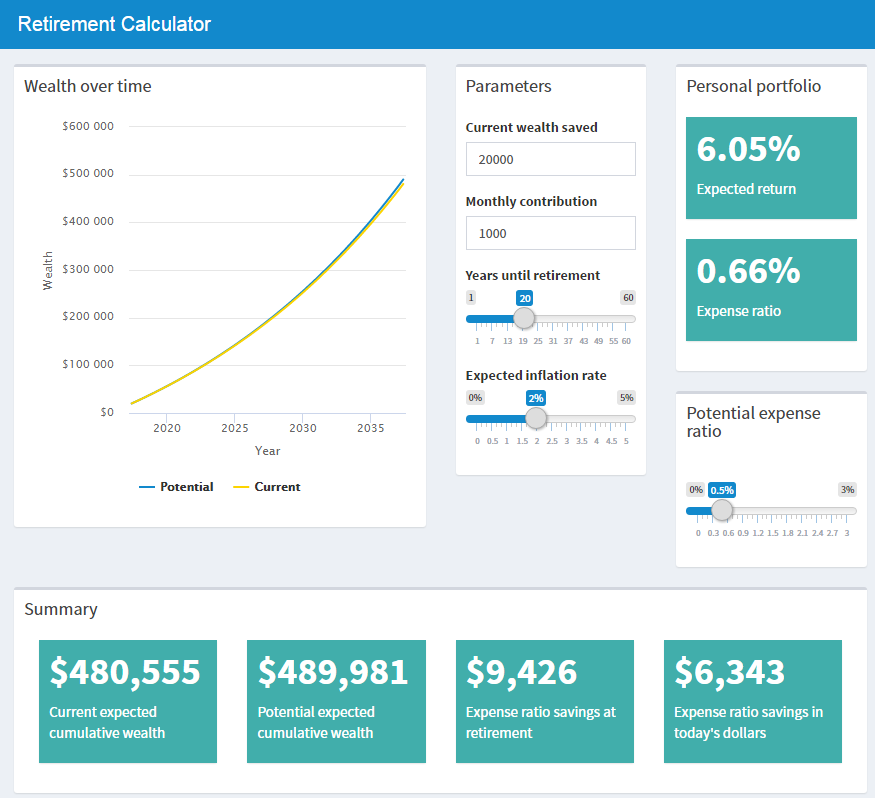 Retirement Calculator
Wealth over time
$600 000
$500 000
$400 000
$300 000
$200 000
$100 000
$0
Wealth
2020 2025 2030 2035
Year
Potential Current
Parameters
Current wealth saved
20000
Monthly contribution
1000
Years until retirement
1 20 60
1 7 13 19 25 31 37 43 49 55 60
Expected inflation rate
0% 2% 5%
0 0.5 1 1.5 2 2.5 3 3.5 4 4.5 5
Personal portfolio
6.05%
Expected return
0.66%
Expense ratio
Potential expense
ratio
0% 0.5% 3%
0 0.3 0.6 0.9 1.2 1.5 1.8 2.1 2.4 2.7 3
Summary
$480,555
Current expected
cumulative wealth
$489,981
Potential expected
cumulative wealth
$9,426
Expense ratio savings at
retirement
$6,343
Expense ratio savings in
today's dollars